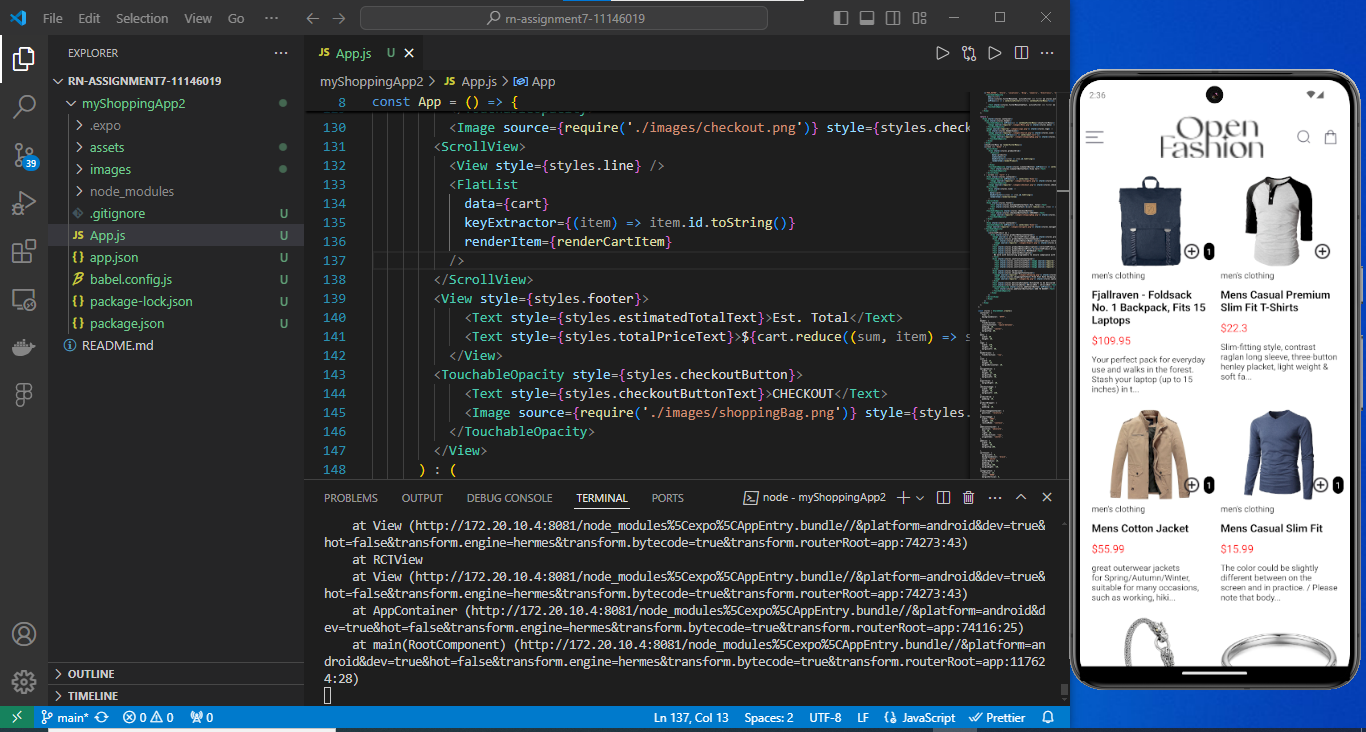 File Edit Selection View Go ··· rn-assignment7-11146019
EXPLORER ···
RN-ASSIGNMENT7-11146019
myShoppingApp2
.expo
assets
images
node_modules
.gitignore U
JS App.js U
{} app.json U
babel.config.js U
{} package-lock.json U
{} package.json U
README.md
OUTLINE
TIMELINE
39
JS App.js U
myShoppingApp2 > JS App.js > App
8 const App = () => {
130 <Image source={require('./images/checkout.png')} style={styles.check
131 <ScrollView>
132 <View style={styles.line} />
133 <FlatList
134 data={cart}
135 keyExtractor={(item) => item.id.toString()}
136 renderItem={renderCartItem}
137 />
138 </ScrollView>
139 <View style={styles.footer}>
140 <Text style={styles.estimatedTotalText}>Est. Total</Text>
141 <Text style={styles.totalPriceText}>${cart.reduce((sum, item) => s
142 </View>
143 <TouchableOpacity style={styles.checkoutButton}>
144 <Text style={styles.checkoutButtonText}>CHECKOUT</Text>
145 <Image source={require('./images/shoppingBag.png')} style={styles.
146 </TouchableOpacity>
147 </View>
148 ) : (
PROBLEMS OUTPUT DEBUG CONSOLE TERMINAL PORTS node - myShoppingApp2
at View (http://172.20.10.4:8081/node_modules%5Cexpo%5CAppEntry.bundle//&platform=android&dev=true&
hot=false&transform.engine=hermes&transform.bytecode=true&transform.routerRoot=app:74273:43)
at RCTView
at View (http://172.20.10.4:8081/node_modules%5Cexpo%5CAppEntry.bundle//&platform=android&dev=true&
hot=false&transform.engine=hermes&transform.bytecode=true&transform.routerRoot=app:74273:43)
at AppContainer (http://172.20.10.4:8081/node_modules%5Cexpo%5CAppEntry.bundle//&platform=android&d
ev=true&hot=false&transform.engine=hermes&transform.bytecode=true&transform.routerRoot=app:74116:25)
at main(RootComponent) (http://172.20.10.4:8081/node_modules%5Cexpo%5CAppEntry.bundle//&platform=an
droid&dev=true&hot=false&transform.engine=hermes&transform.bytecode=true&transform.routerRoot=app:11762
4:28)
main* 0 0 0 Ln 137, Col 13 Spaces: 2 UTF-8 LF {} JavaScript Prettier
2:36
Open
Fashion
1
men's clothing
Fjallraven - Foldsack
No. 1 Backpack, Fits 15
Laptops
$109.95
Your perfect pack for everyday
use and walks in the forest.
Stash your laptop (up to 15
inches) in t...
men's clothing
Mens Casual Premium
Slim Fit T-Shirts
$22.3
Slim-fitting style, contrast
raglan long sleeve, three-button
henley placket, light weight &
soft fa...
1
men's clothing
Mens Cotton Jacket
$55.99
great outerwear jackets
for Spring/Autumn/Winter,
suitable for many occasions,
such as working, hiki...
1
men's clothing
Mens Casual Slim Fit
$15.99
The color could be slightly
different between on the
screen and in practice. / Please
note that body...